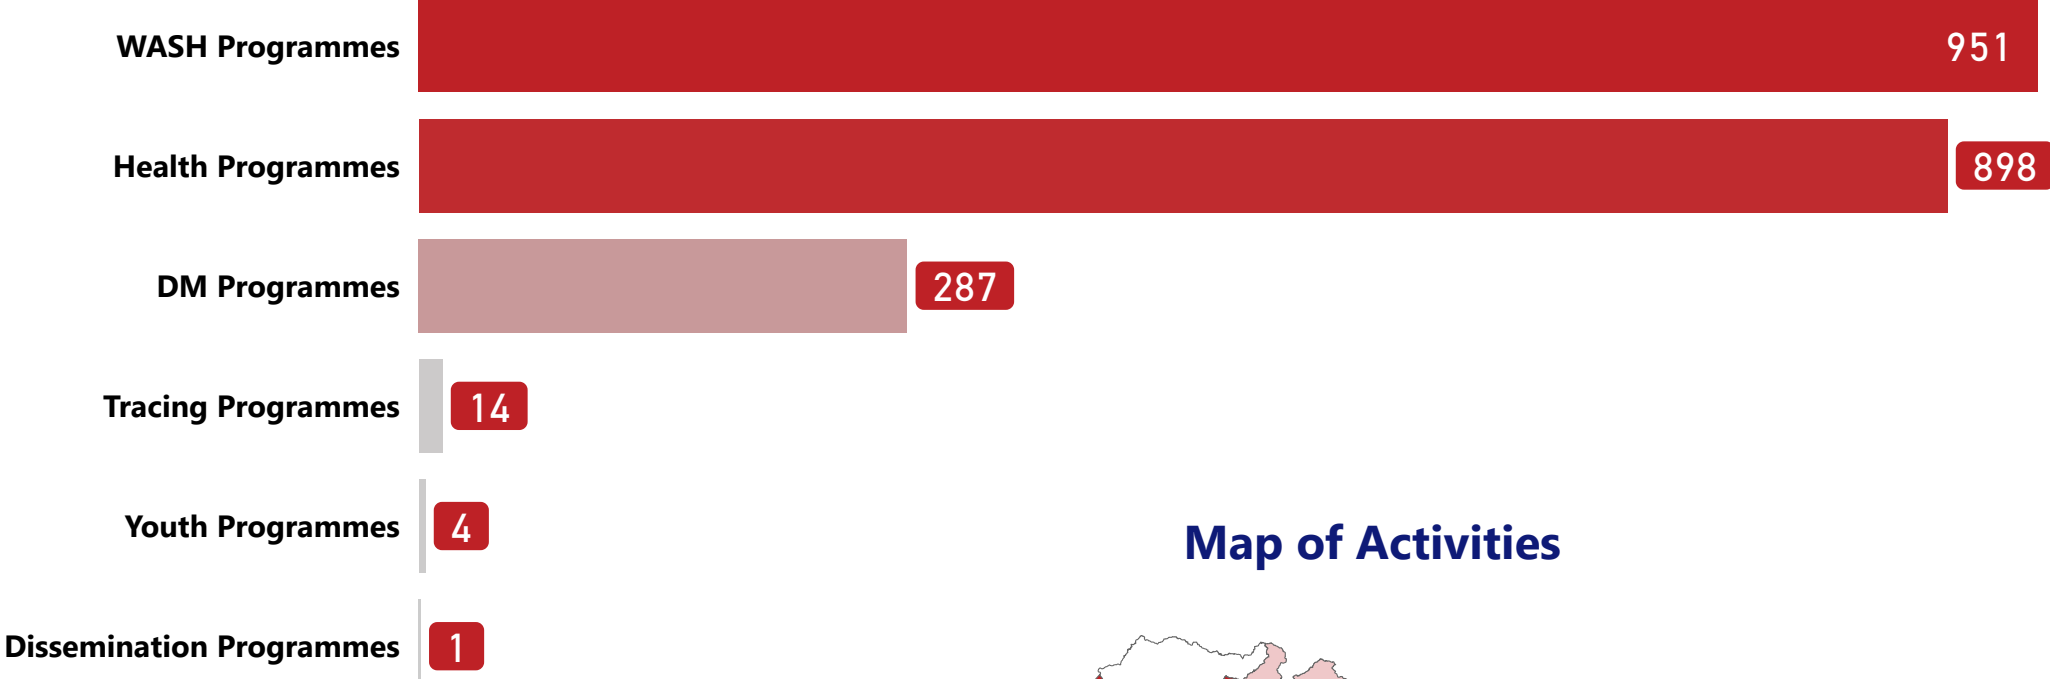 WASH Programmes 951
Health Programmes 898
DM Programmes 287
Tracing Programmes 14
Youth Programmes 4
Map of Activities
Dissemination Programmes 1